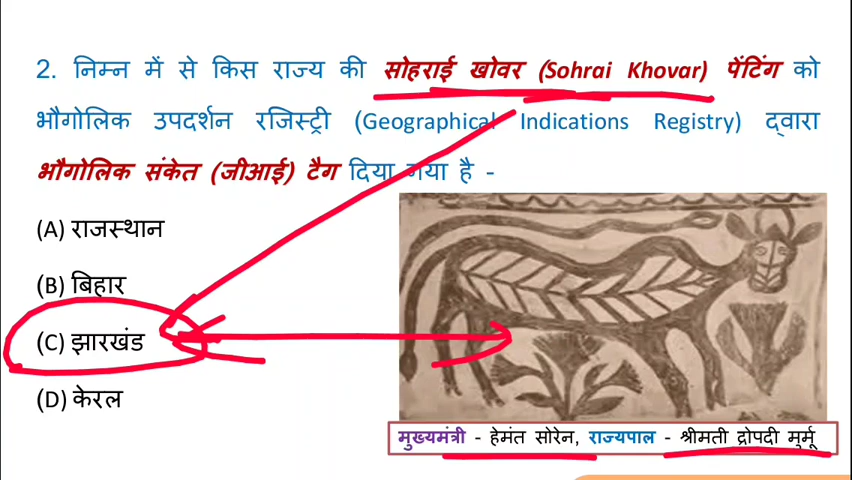 2. निम्न में से किस राज्य की सोहराई खोवर (Sohrai Khovar) पेंटिंग को
भौगोलिक उपदर्शन रजिस्ट्री (Geographical Indications Registry) द्वारा
भौगोलिक संकेत (जीआई) टैग दिया गया है -
(A) राजस्थान
(B) बिहार
(C) झारखंड
(D) केरल
मुख्यमंत्री - हेमंत सोरेन, राज्यपाल - श्रीमती द्रोपदी मुर्मू